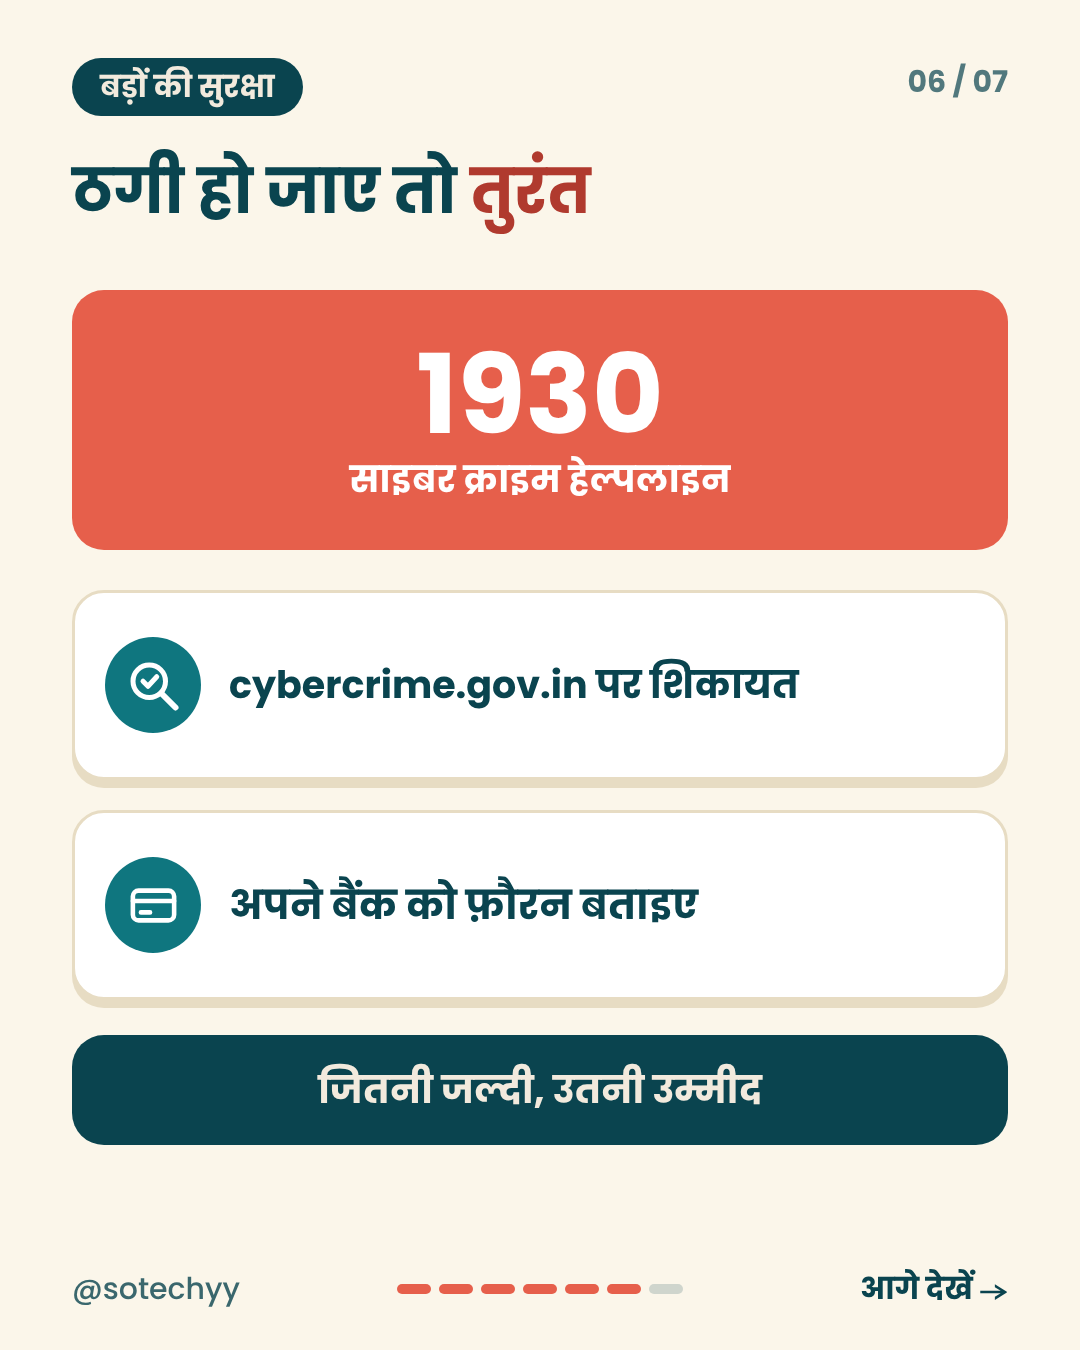 बड़ों की सुरक्षा
06 / 07
ठगी हो जाए तो तुरंत
1930
साइबर क्राइम हेल्पलाइन
cybercrime.gov.in पर शिकायत
अपने बैंक को फ़ौरन बताइए
जितनी जल्दी, उतनी उम्मीद
@sotechyy
आगे देखें →